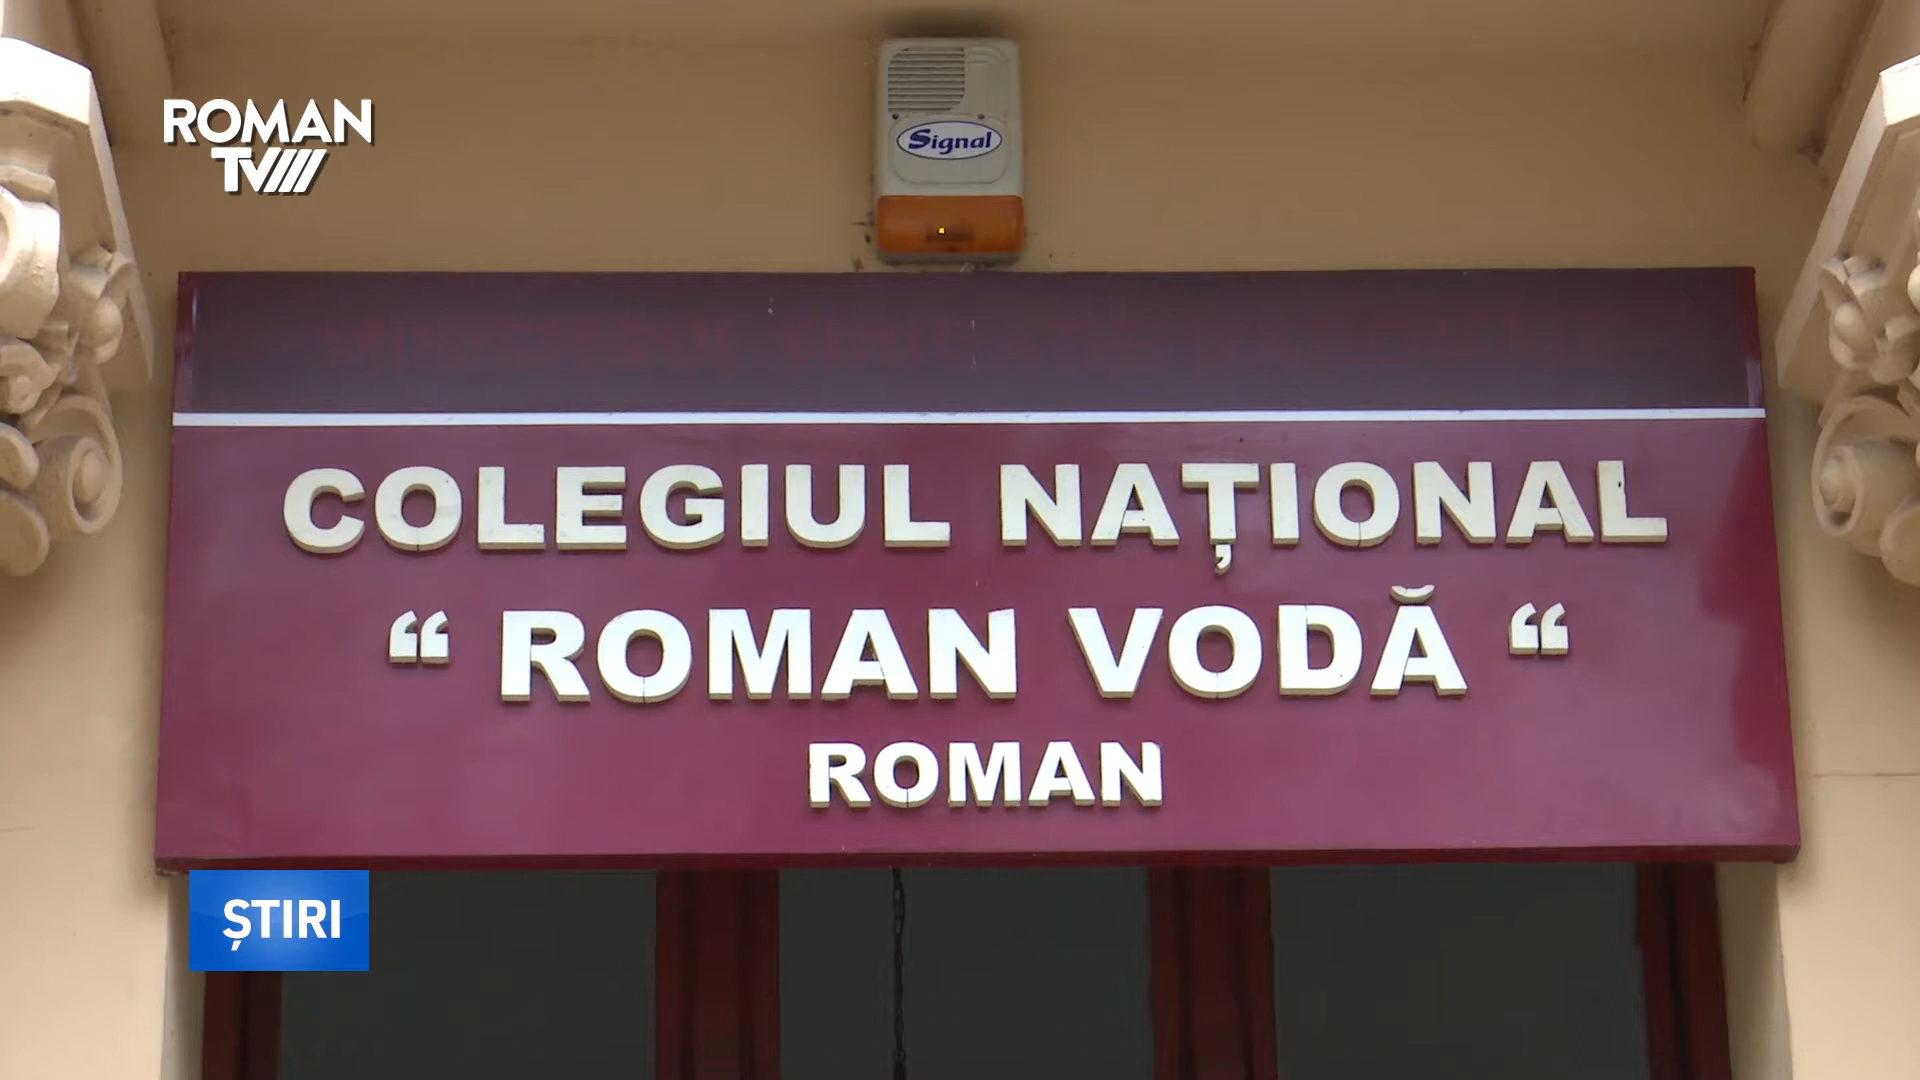 ROMAN
TV
Signal
COLEGIUL NAȚIONAL
“ ROMAN VODĂ “
ROMAN
ȘTIRI